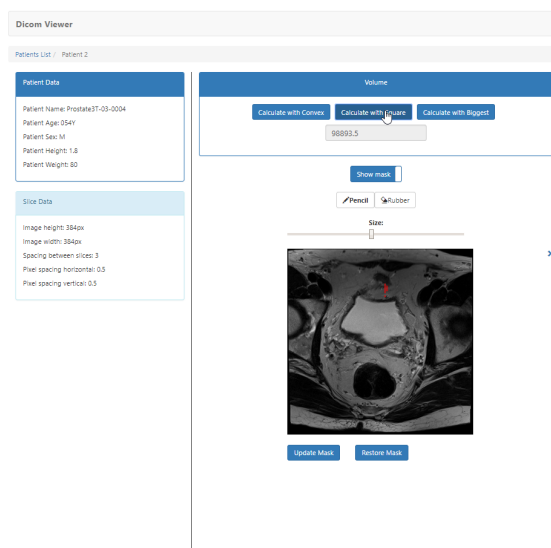 Dicom Viewer
Patients List / Patient 2
Patient Data
Patient Name: Prostate3T-03-0004
Patient Age: 054Y
Patient Sex: M
Patient Height: 1.8
Patient Weight: 80
Slice Data
Image height: 384px
Image width: 384px
Spacing between slices: 3
Pixel spacing horizontal: 0.5
Pixel spacing vertical: 0.5
Volume
Calculate with Convex Calculate with Square Calculate with Biggest
98893.5
Show mask
Pencil Rubber
Size:
Update Mask Restore Mask